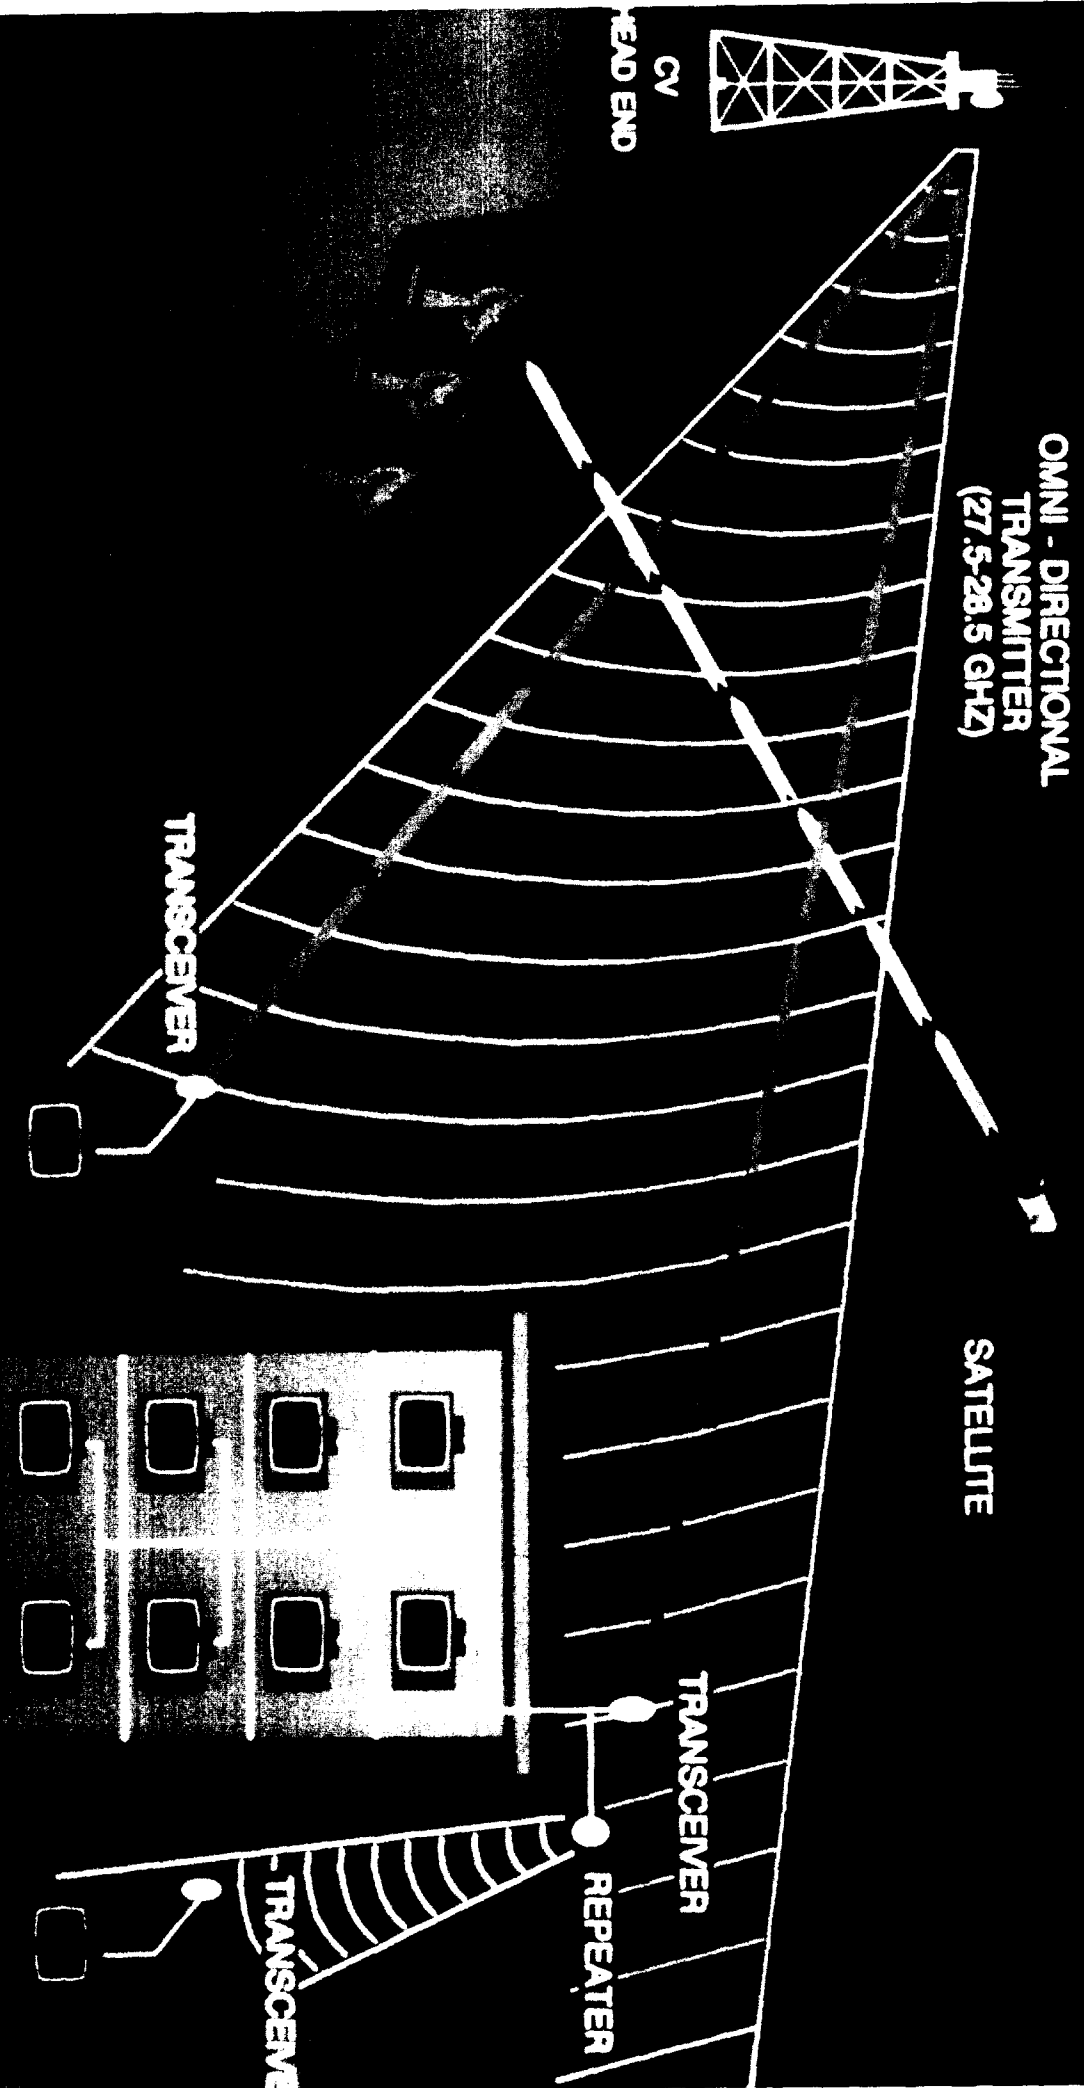 OMNI - DIRECTIONAL
TRANSMITTER
(27.5-28.5 GHZ)
SATELLITE
CV
HEAD END
TRANSCEIVER
TRANSCEIVER
REPEATER
- TRANSCEIVE